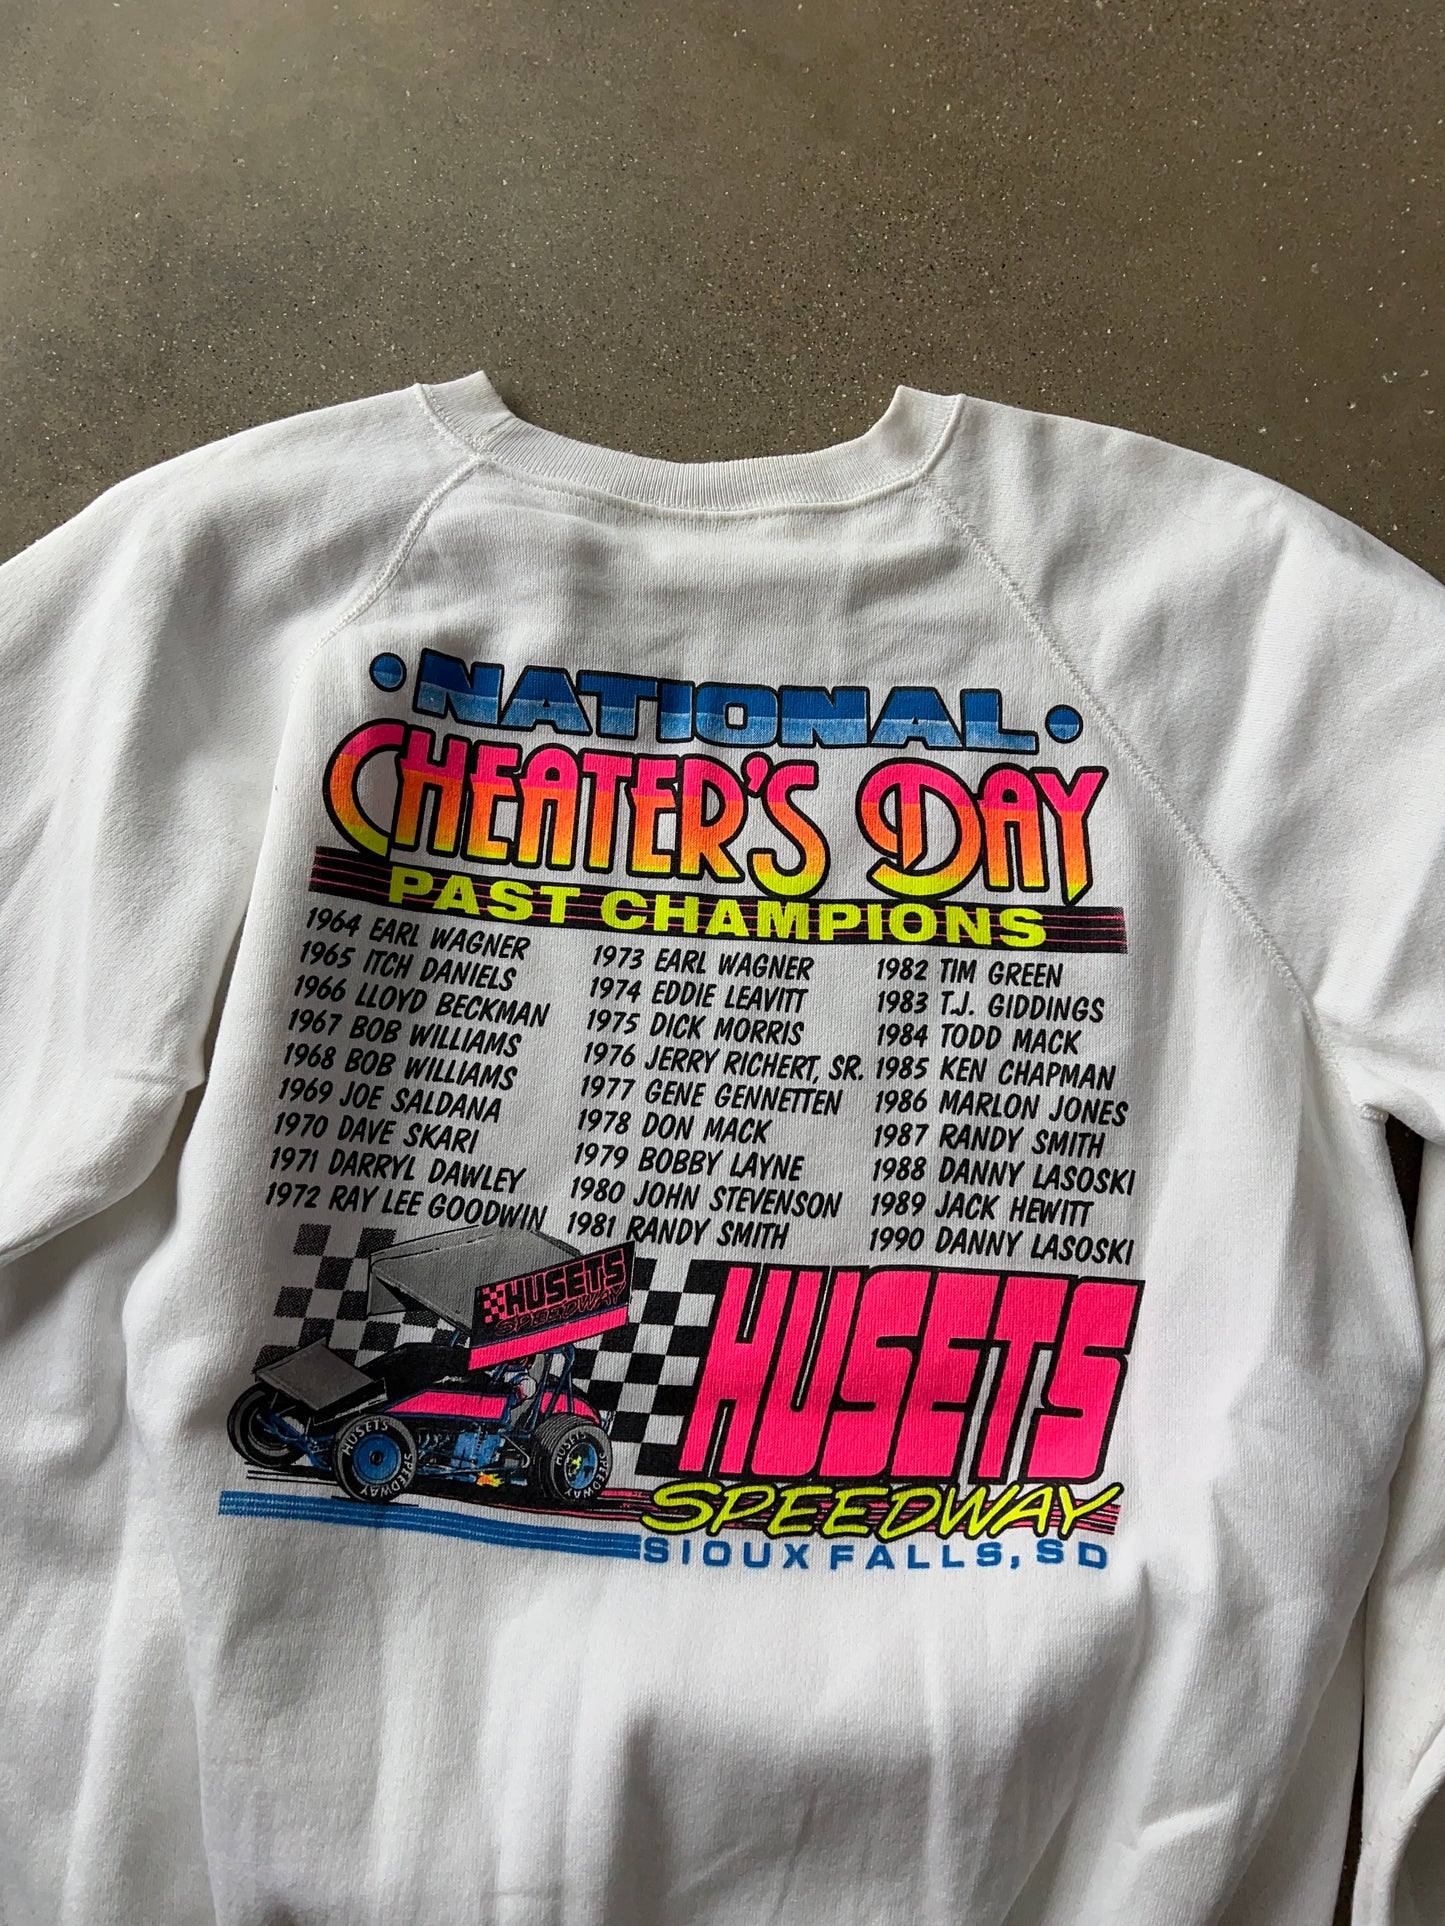 • NATIONAL •
CHEATER'S DAY
PAST CHAMPIONS
1964 EARL WAGNER
1965 ITCH DANIELS
1966 LLOYD BECKMAN
1967 BOB WILLIAMS
1968 BOB WILLIAMS
1969 JOE SALDANA
1970 DAVE SKARI
1971 DARRYL DAWLEY
1972 RAY LEE GOODWIN
1973 EARL WAGNER
1974 EDDIE LEAVITT
1975 DICK MORRIS
1976 JERRY RICHERT, SR.
1977 GENE GENNETTEN
1978 DON MACK
1979 BOBBY LAYNE
1980 JOHN STEVENSON
1981 RANDY SMITH
1982 TIM GREEN
1983 T.J. GIDDINGS
1984 TODD MACK
1985 KEN CHAPMAN
1986 MARLON JONES
1987 RANDY SMITH
1988 DANNY LASOSKI
1989 JACK HEWITT
1990 DANNY LASOSKI
HUSETS
SPEEDWAY
HUSETS
SPEEDWAY
HUSETS
SPEEDWAY
HUSETS
SPEEDWAY
SIOUX FALLS, SD